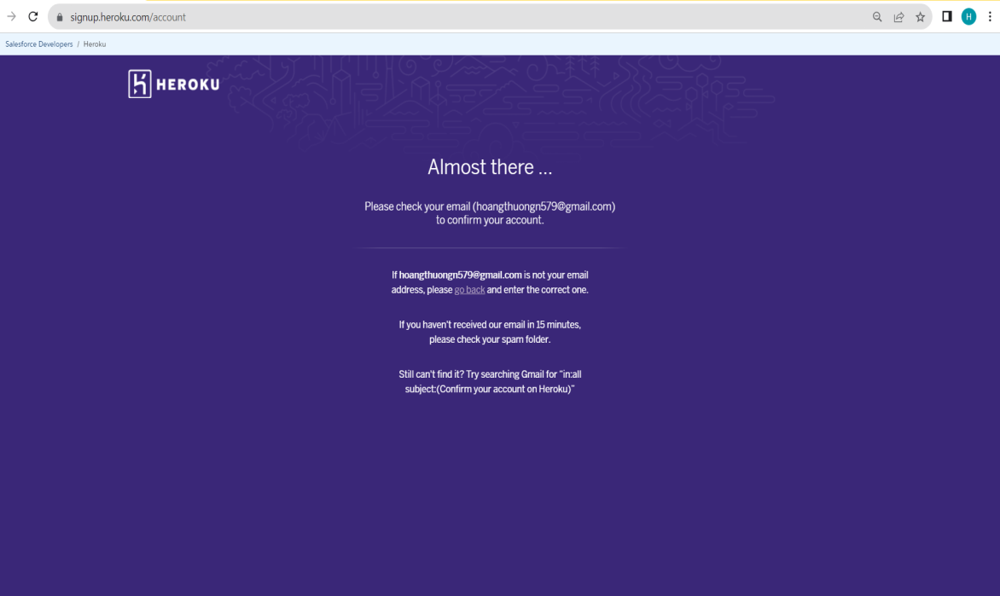 signup.heroku.com/account
H
Salesforce Developers / Heroku
HEROKU
Almost there ...
Please check your email (hoangthuongn579@gmail.com)
to confirm your account.
If hoangthuongn579@gmail.com is not your email
address, please go back and enter the correct one.
If you haven't received our email in 15 minutes,
please check your spam folder.
Still can't find it? Try searching Gmail for "in:all
subject:(Confirm your account on Heroku)"